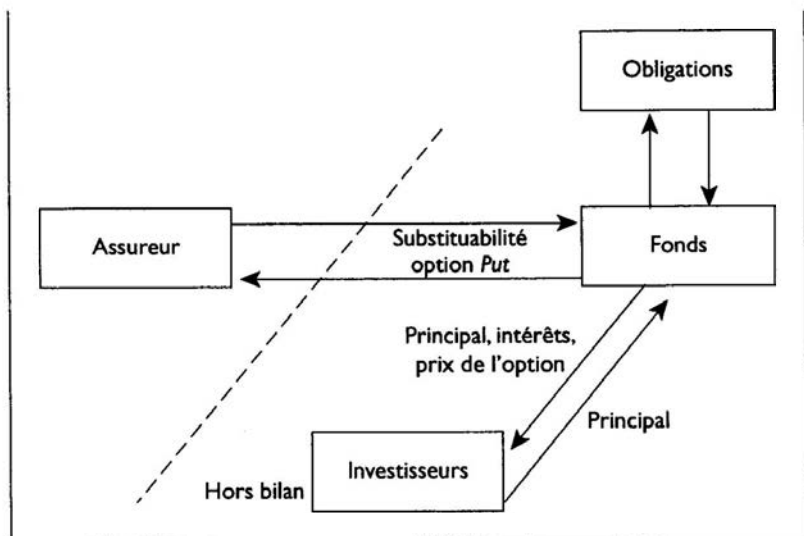 Obligations
Assureur
Substituabilité
option Put
Fonds
Principal, intérêts,
prix de l'option
Principal
Hors bilan
Investisseurs